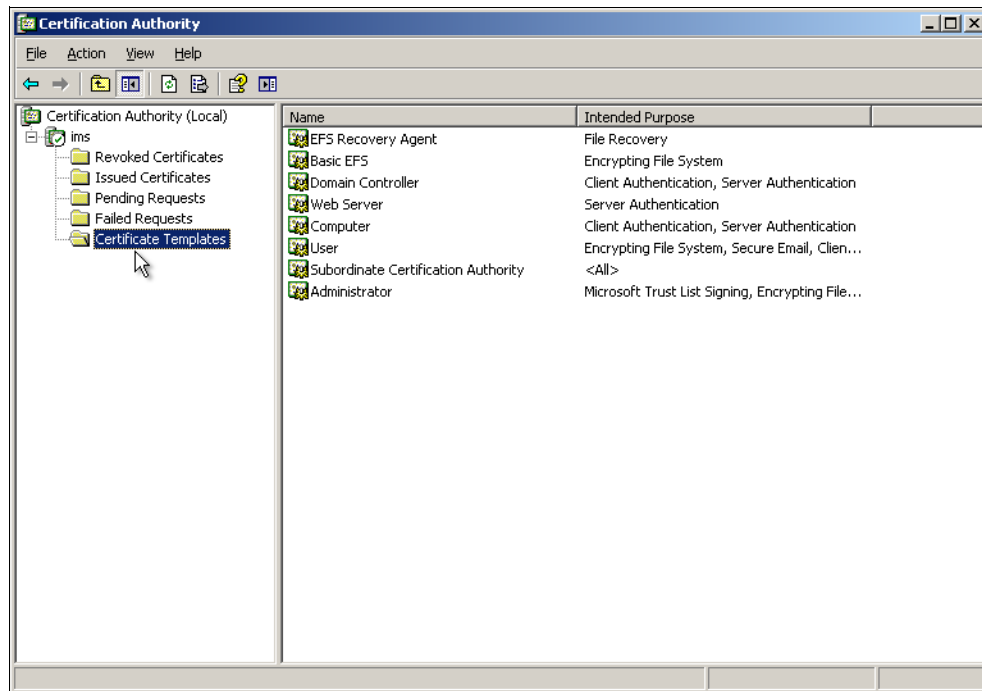 Certification Authority
File Action View Help
Certification Authority (Local)
ims
Revoked Certificates
Issued Certificates
Pending Requests
Failed Requests
Certificate Templates
Name Intended Purpose
EFS Recovery Agent File Recovery
Basic EFS Encrypting File System
Domain Controller Client Authentication, Server Authentication
Web Server Server Authentication
Computer Client Authentication, Server Authentication
User Encrypting File System, Secure Email, Clien...
Subordinate Certification Authority <All>
Administrator Microsoft Trust List Signing, Encrypting File...